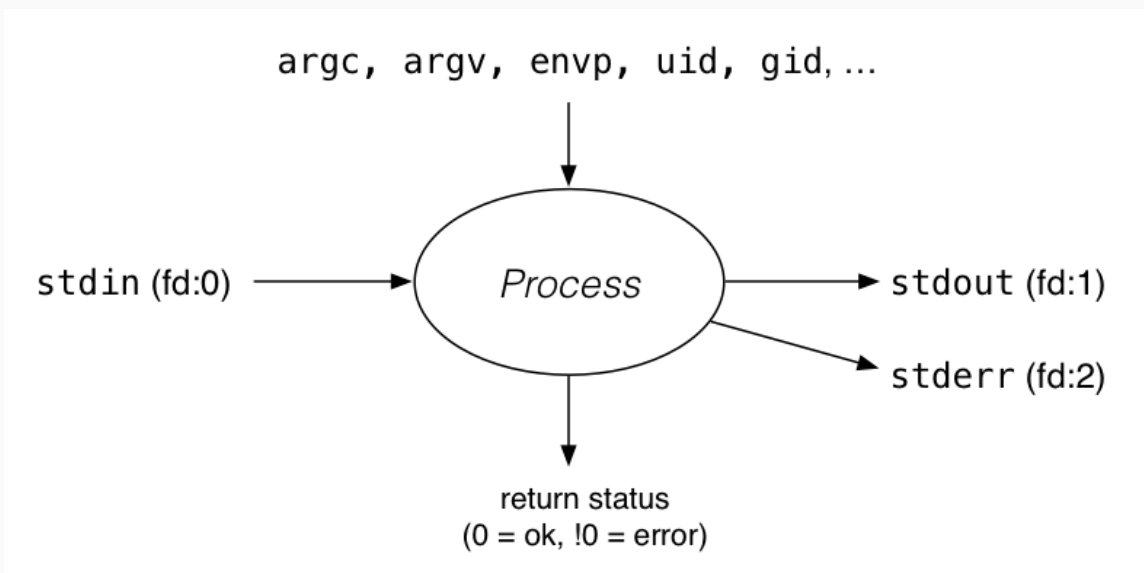 argc, argv, envp, uid, gid, ...
stdin (fd:0)
Process
stdout (fd:1)
stderr (fd:2)
return status
(0 = ok, !0 = error)